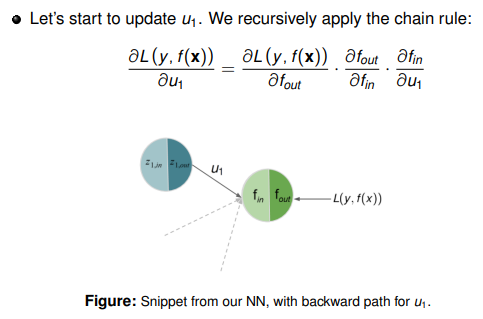 Let's start to update u₁. We recursively apply the chain rule:
∂L(y, f(x))/∂u₁ = ∂L(y, f(x))/∂f_out · ∂f_out/∂f_in · ∂f_in/∂u₁
z₁,in z₁,out
u₁
f_in f_out L(y, f(x))
Figure: Snippet from our NN, with backward path for u₁.